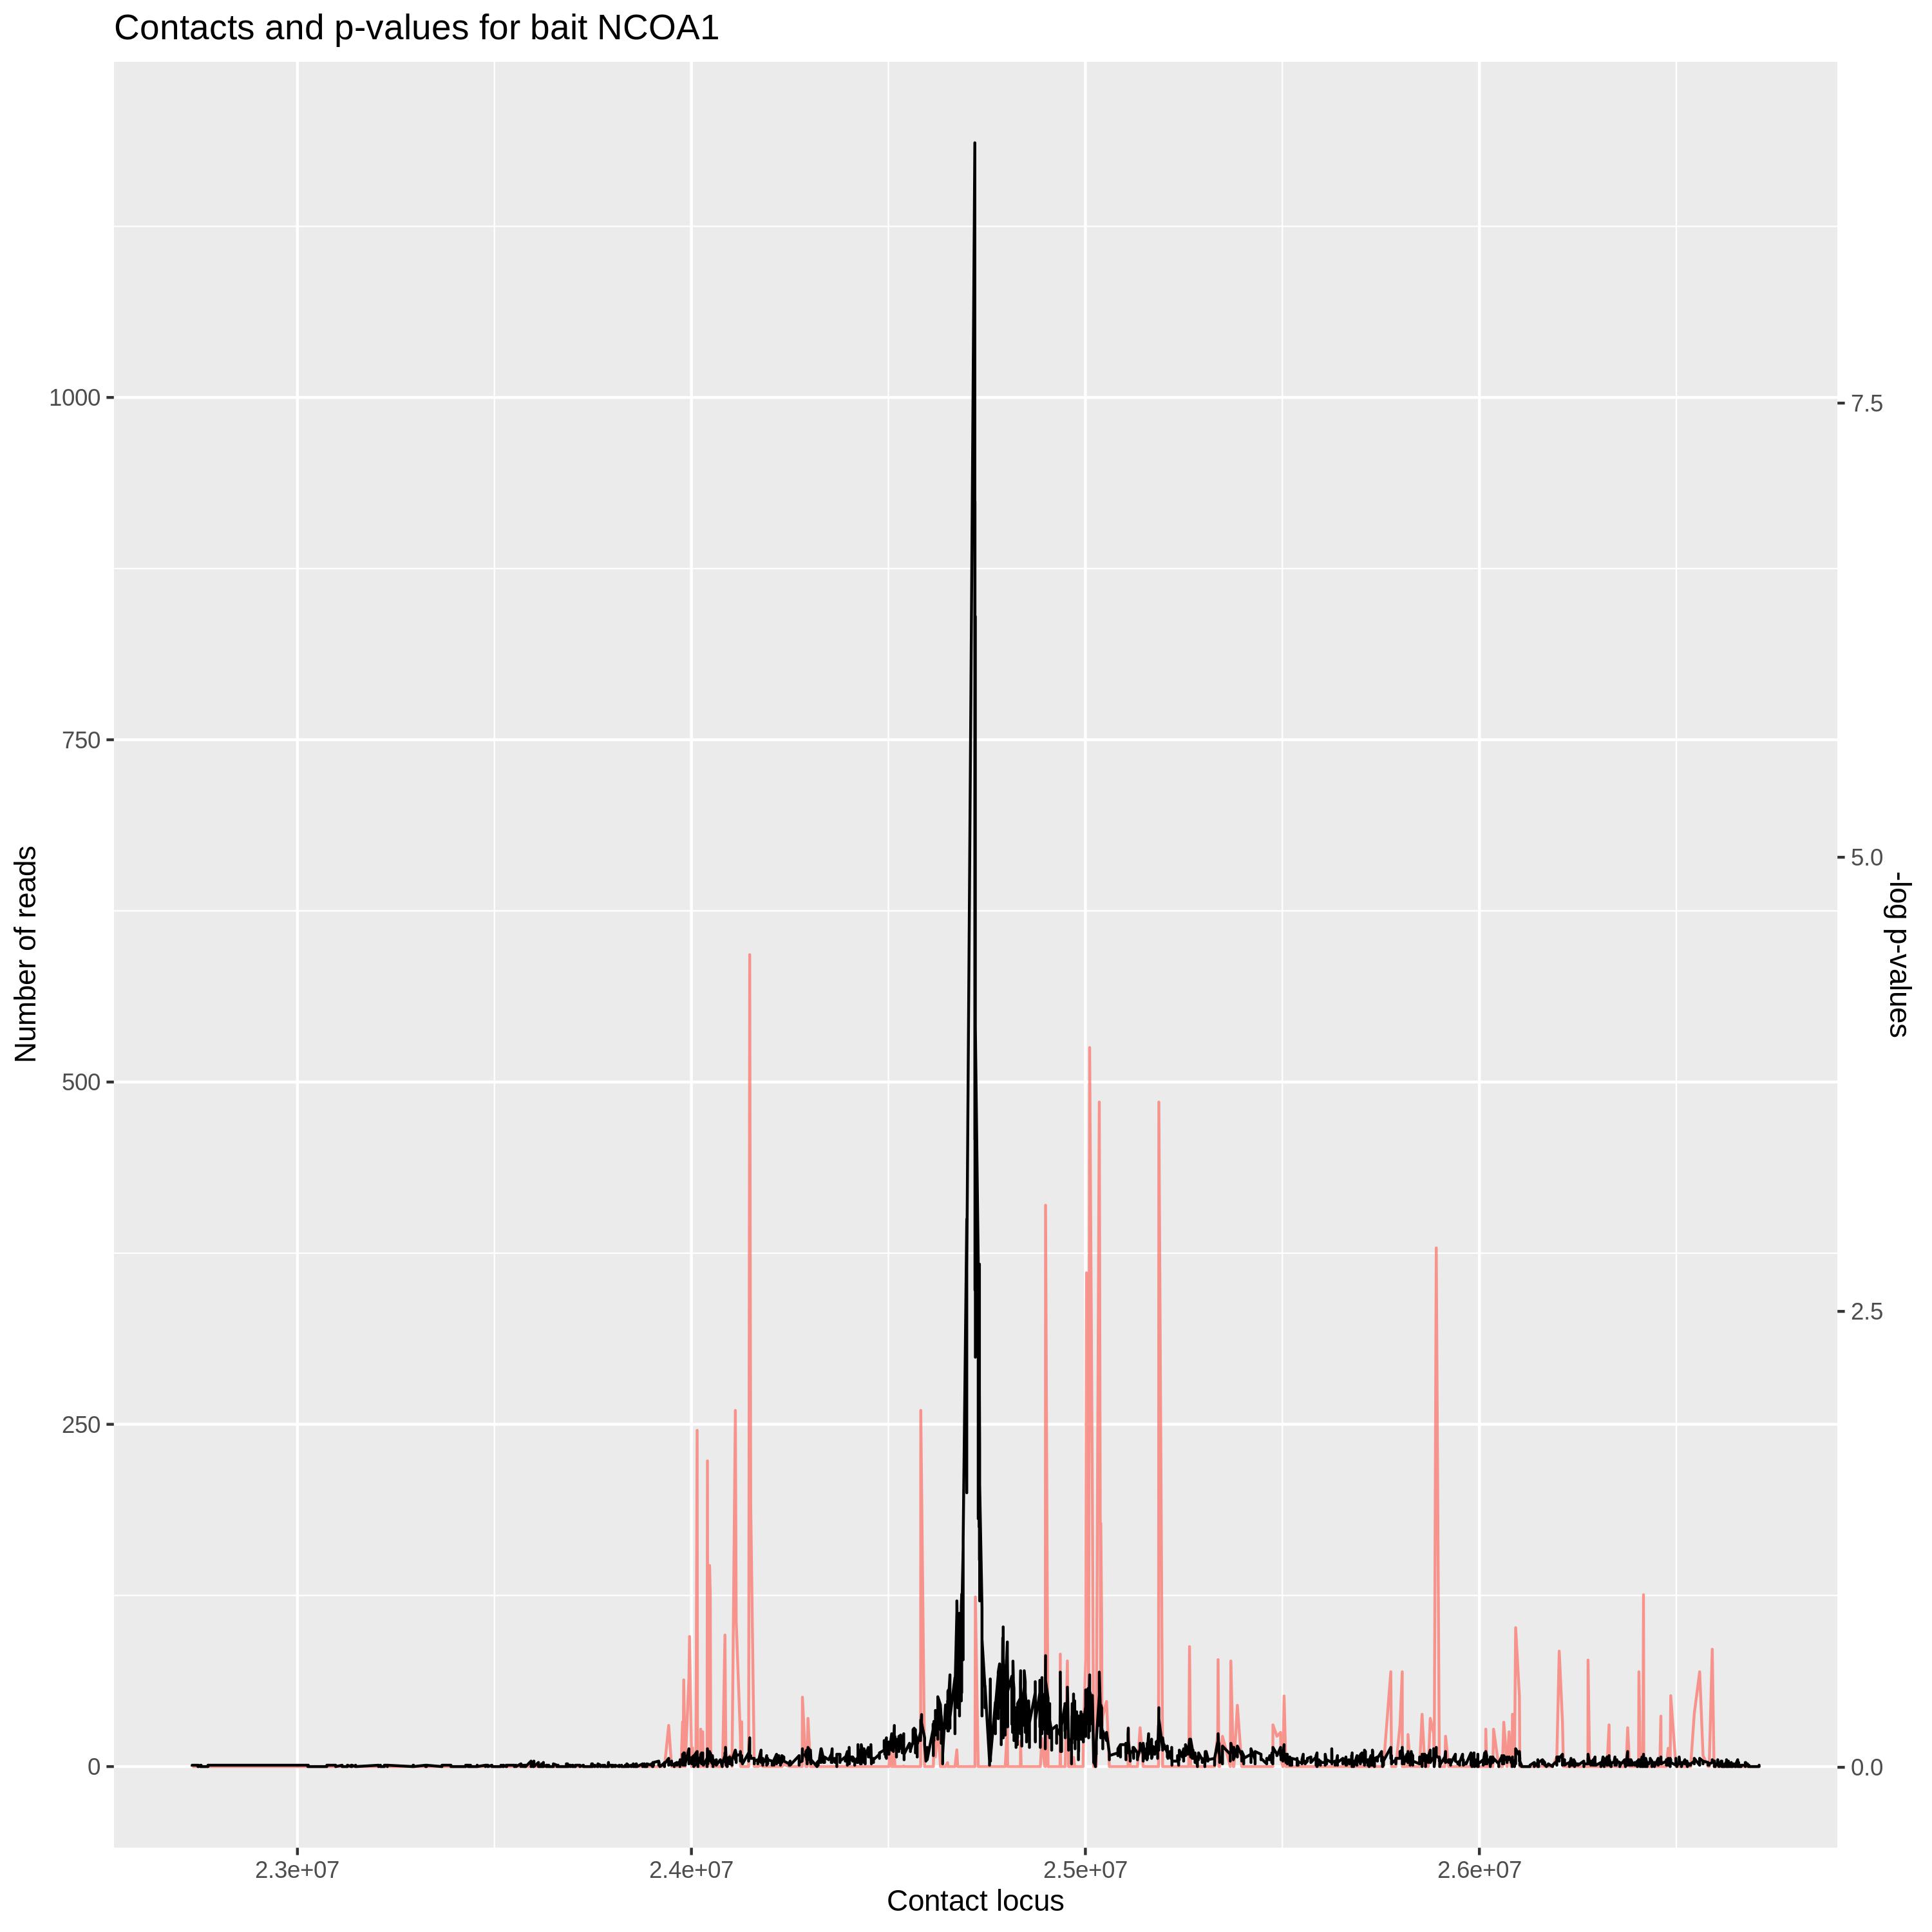 Contacts and p-values for bait NCOA1
1000
750
500
250
0
Number of reads
7.5
5.0
2.5
0.0
-log p-values
2.3e+07
2.4e+07
2.5e+07
2.6e+07
Contact locus